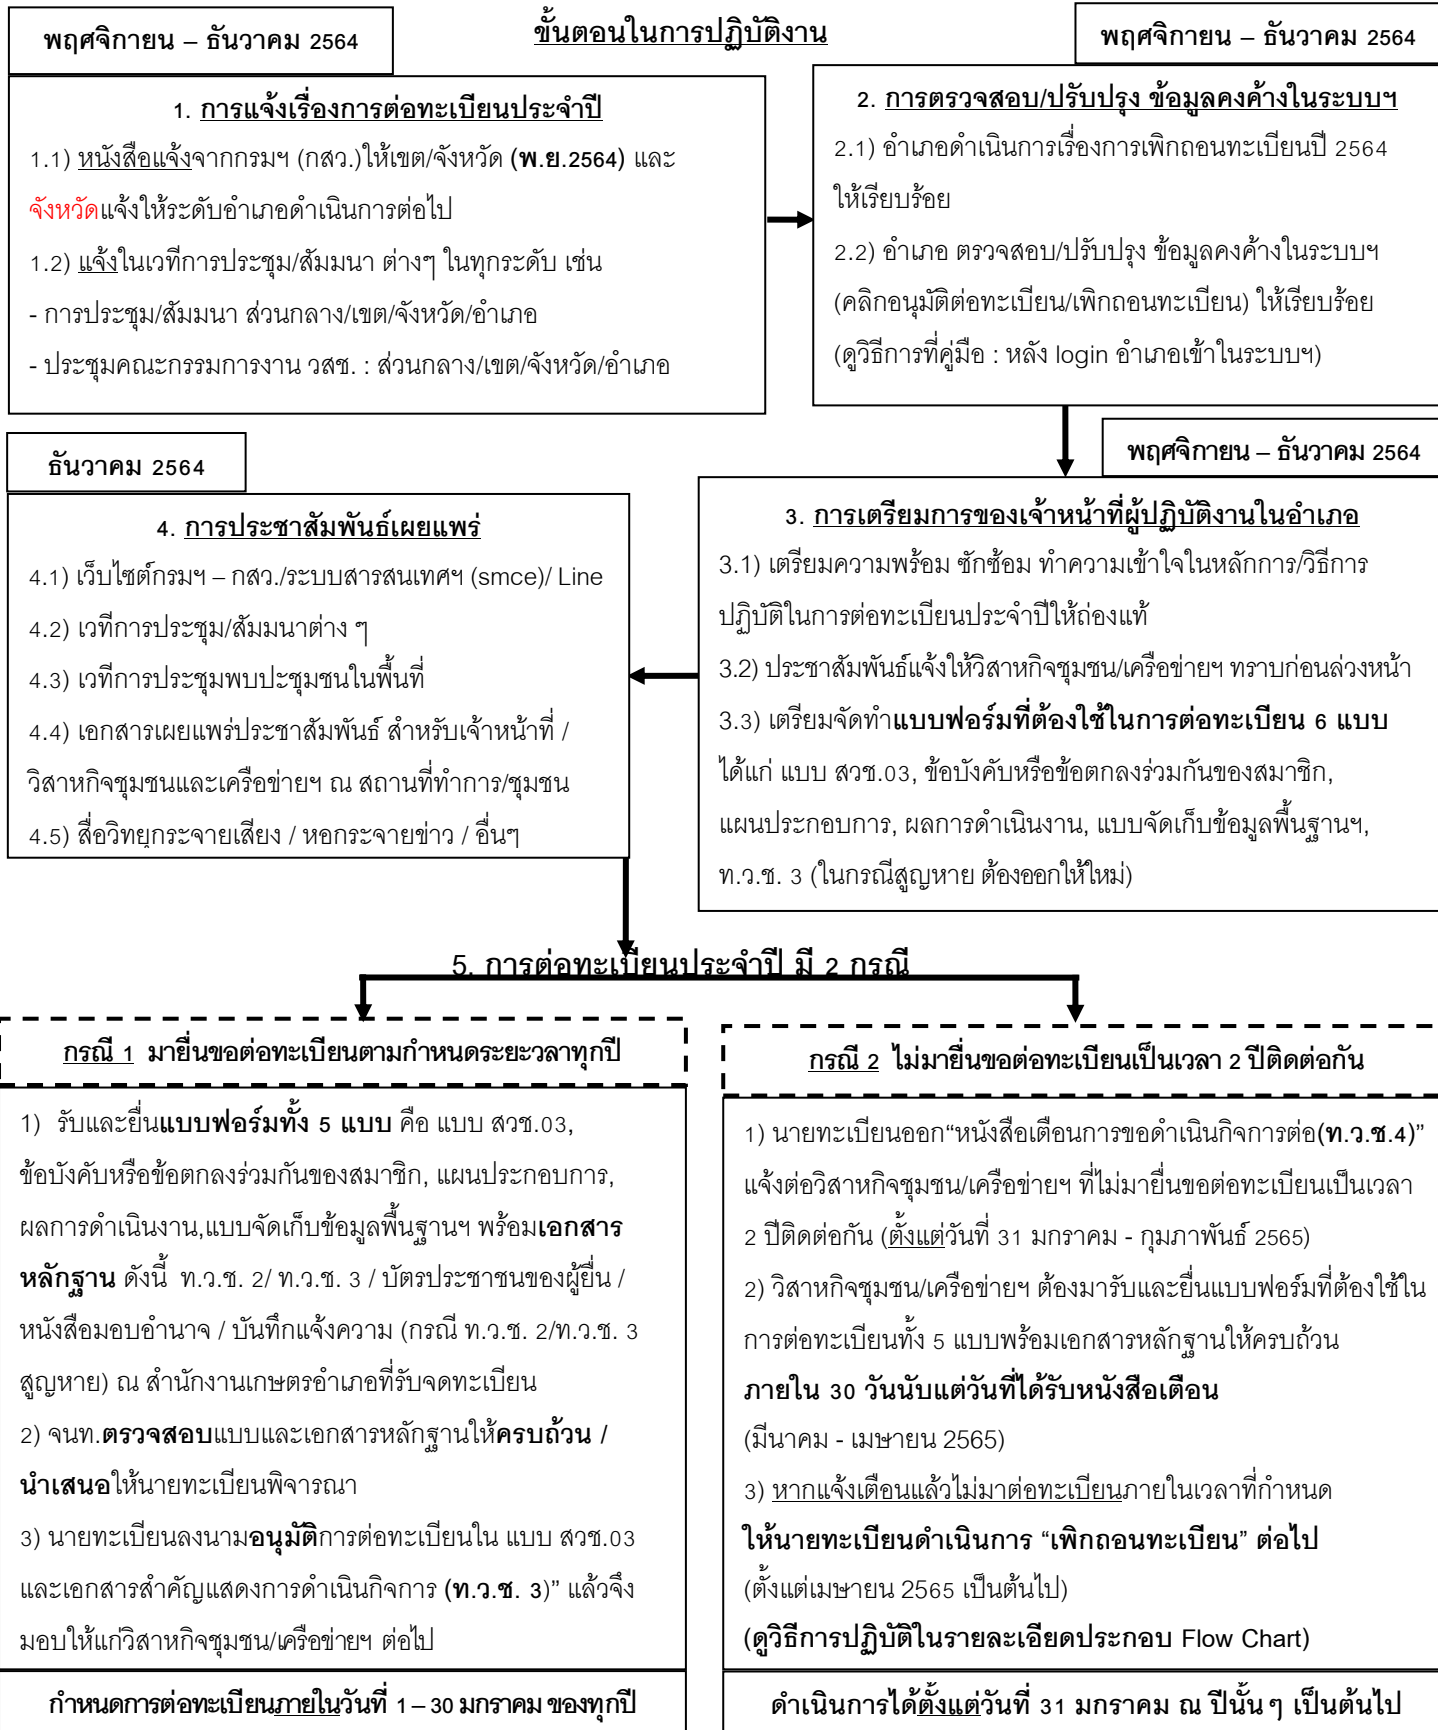 ขั้นตอนในการปฏิบัติงาน
พฤศจิกายน – ธันวาคม 2564
1. การแจ้งเรื่องการต่อทะเบียนประจำปี
1.1) หนังสือแจ้งจากกรมฯ (กสว.)ให้เขต/จังหวัด (พ.ย.2564) และ
จังหวัดแจ้งให้ระดับอำเภอดำเนินการต่อไป
1.2) แจ้งในเวทีการประชุม/สัมมนา ต่างๆ ในทุกระดับ เช่น
- การประชุม/สัมมนา ส่วนกลาง/เขต/จังหวัด/อำเภอ
- ประชุมคณะกรรมการงาน วสช. : ส่วนกลาง/เขต/จังหวัด/อำเภอ
พฤศจิกายน – ธันวาคม 2564
2. การตรวจสอบ/ปรับปรุง ข้อมูลคงค้างในระบบฯ
2.1) อำเภอดำเนินการเรื่องการเพิกถอนทะเบียนปี 2564
ให้เรียบร้อย
2.2) อำเภอ ตรวจสอบ/ปรับปรุง ข้อมูลคงค้างในระบบฯ
(คลิกอนุมัติต่อทะเบียน/เพิกถอนทะเบียน) ให้เรียบร้อย
(ดูวิธีการที่คู่มือ : หลัง login อำเภอเข้าในระบบฯ)
พฤศจิกายน – ธันวาคม 2564
3. การเตรียมการของเจ้าหน้าที่ผู้ปฏิบัติงานในอำเภอ
3.1) เตรียมความพร้อม ซักซ้อม ทำความเข้าใจในหลักการ/วิธีการ
ปฏิบัติในการต่อทะเบียนประจำปีให้ถ่องแท้
3.2) ประชาสัมพันธ์แจ้งให้วิสาหกิจชุมชน/เครือข่ายฯ ทราบก่อนล่วงหน้า
3.3) เตรียมจัดทำแบบฟอร์มที่ต้องใช้ในการต่อทะเบียน 6 แบบ
ได้แก่ แบบ สวช.03, ข้อบังคับหรือข้อตกลงร่วมกันของสมาชิก,
แผนประกอบการ, ผลการดำเนินงาน, แบบจัดเก็บข้อมูลพื้นฐานฯ,
ท.ว.ช. 3 (ในกรณีสูญหาย ต้องออกให้ใหม่)
ธันวาคม 2564
4. การประชาสัมพันธ์เผยแพร่
4.1) เว็บไซต์กรมฯ – กสว./ระบบสารสนเทศฯ (smce)/ Line
4.2) เวทีการประชุม/สัมมนาต่าง ๆ
4.3) เวทีการประชุมพบปะชุมชนในพื้นที่
4.4) เอกสารเผยแพร่ประชาสัมพันธ์ สำหรับเจ้าหน้าที่ /
วิสาหกิจชุมชนและเครือข่ายฯ ณ สถานที่ทำการ/ชุมชน
4.5) สื่อวิทยุกระจายเสียง / หอกระจายข่าว / อื่นๆ
5. การต่อทะเบียนประจำปี มี 2 กรณี
กรณี 1 มายื่นขอต่อทะเบียนตามกำหนดระยะเวลาทุกปี
1) รับและยื่นแบบฟอร์มทั้ง 5 แบบ คือ แบบ สวช.03,
ข้อบังคับหรือข้อตกลงร่วมกันของสมาชิก, แผนประกอบการ,
ผลการดำเนินงาน,แบบจัดเก็บข้อมูลพื้นฐานฯ พร้อมเอกสาร
หลักฐาน ดังนี้ ท.ว.ช. 2/ ท.ว.ช. 3 / บัตรประชาชนของผู้ยื่น /
หนังสือมอบอำนาจ / บันทึกแจ้งความ (กรณี ท.ว.ช. 2/ท.ว.ช. 3
สูญหาย) ณ สำนักงานเกษตรอำเภอที่รับจดทะเบียน
2) จนท.ตรวจสอบแบบและเอกสารหลักฐานให้ครบถ้วน /
นำเสนอให้นายทะเบียนพิจารณา
3) นายทะเบียนลงนามอนุมัติการต่อทะเบียนใน แบบ สวช.03
และเอกสารสำคัญแสดงการดำเนินกิจการ (ท.ว.ช. 3)” แล้วจึง
มอบให้แก่วิสาหกิจชุมชน/เครือข่ายฯ ต่อไป
กำหนดการต่อทะเบียนภายในวันที่ 1 – 30 มกราคม ของทุกปี
กรณี 2 ไม่มายื่นขอต่อทะเบียนเป็นเวลา 2 ปีติดต่อกัน
1) นายทะเบียนออก“หนังสือเตือนการขอดำเนินกิจการต่อ(ท.ว.ช.4)”
แจ้งต่อวิสาหกิจชุมชน/เครือข่ายฯ ที่ไม่มายื่นขอต่อทะเบียนเป็นเวลา
2 ปีติดต่อกัน (ตั้งแต่วันที่ 31 มกราคม - กุมภาพันธ์ 2565)
2) วิสาหกิจชุมชน/เครือข่ายฯ ต้องมารับและยื่นแบบฟอร์มที่ต้องใช้ใน
การต่อทะเบียนทั้ง 5 แบบพร้อมเอกสารหลักฐานให้ครบถ้วน
ภายใน 30 วันนับแต่วันที่ได้รับหนังสือเตือน
(มีนาคม - เมษายน 2565)
3) หากแจ้งเตือนแล้วไม่มาต่อทะเบียนภายในเวลาที่กำหนด
ให้นายทะเบียนดำเนินการ “เพิกถอนทะเบียน” ต่อไป
(ตั้งแต่เมษายน 2565 เป็นต้นไป)
(ดูวิธีการปฏิบัติในรายละเอียดประกอบ Flow Chart)
ดำเนินการได้ตั้งแต่วันที่ 31 มกราคม ณ ปีนั้น ๆ เป็นต้นไป